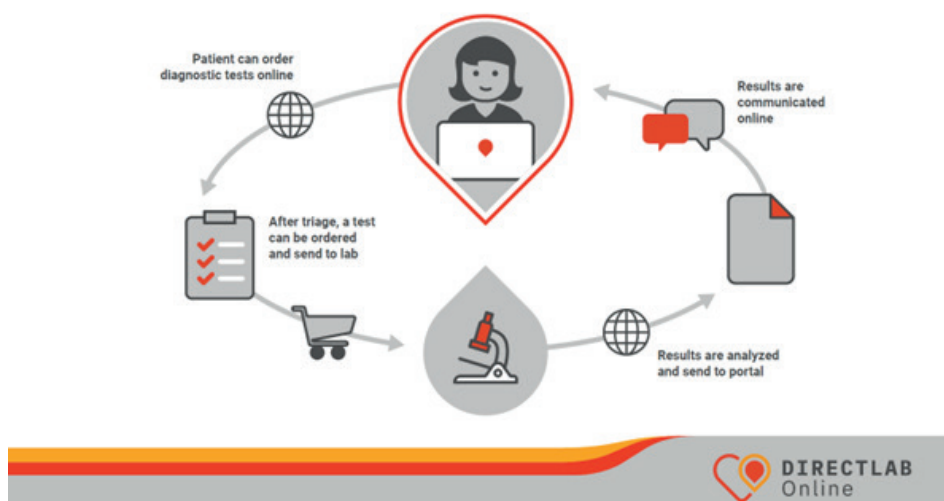 Patient can order
diagnostic tests online
After triage, a test
can be ordered
and send to lab
Results are analyzed
and send to portal
Results are
communicated
online
DIRECTLAB
Online